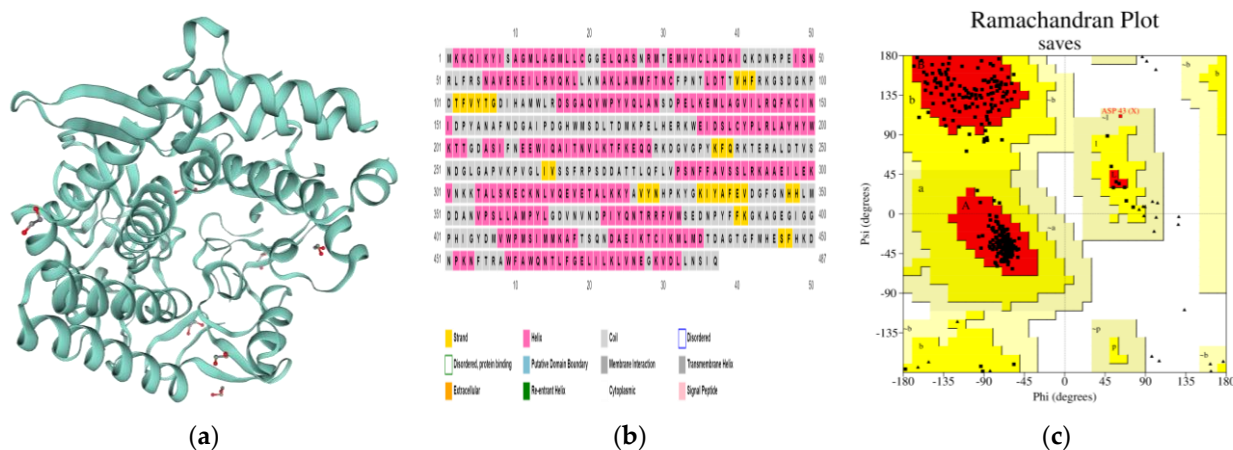 10 20 30 40 50
1 MKKQIKYISAGMLAGMLLCGGELQASNRMTEMHVCLADAIQKDNRPEISN 50
51 RLFRSNAVEKEILRVQKLLKNAKLAWMFTNCFPNTLDTTVHFRKGSDGKP 100
101 DTFVYTGDIHAMWLRDSGAQVWPYVQLANSDPELKEMLAGVILRQFKCIN 150
151 IDPYANAFNDGAIPDGHWMSDLTDMKPELHERKWEIDSLCYPLRLAYHYW 200
201 KTTGDASIFNEEWIQAITNVLKTFKEQQRKDGVGPYKFQRKTERALDTVS 250
251 NDGLGAPVKPVGLIVSSFRPSDDATTLQFLVPSNFFAVSSLRKAAEILEK 300
301 VNKKTALSKECKNLVQEVETALKKYAVYNHPKYGKIYAFEVDGFGNHHLM 350
351 DDANVPSLLAMPYLGDVNVNDPIYQNTRRFVWSEDNPYFFKGKAGEGIGG 400
401 PHIGYDMVWPMSIMMKAFTSQNDAEIKTCIKMLMDTDAGTGFMHESFHKD 450
451 NPKNFTRAWFAWQNTLFGELILKLVNEGKVDLLNSIQ 487
10 20 30 40 50
Strand Helix Coil Disordered
Disordered, protein binding Putative Domain Boundary Membrane Interaction Transmembrane Helix
Extracellular Re-entrant Helix Cytoplasmic Signal Peptide
Ramachandran Plot
saves
180
135
90
45
0
-45
-90
-135
-180 -135 -90 -45 0 45 90 135 180
Psi (degrees)
Phi (degrees)
B
b
~b
~b
ASP 43 (X)
~l
l
L
a
A
~a
~b
b
~p
p
~b
b
(a) (b) (c)